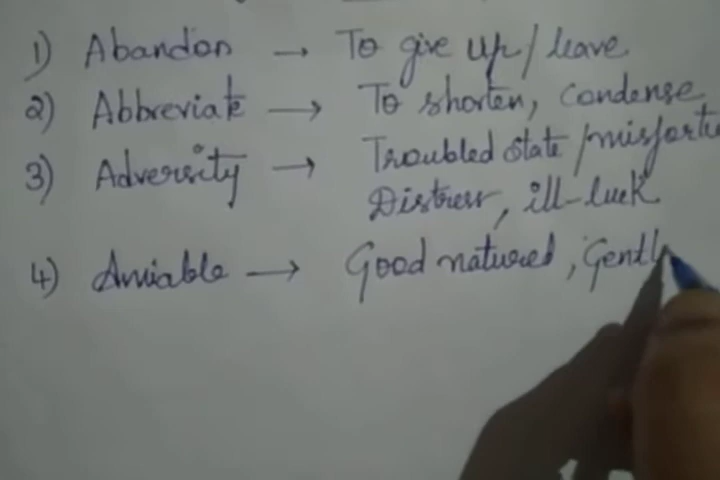 1) Abandon → To give up / leave
2) Abbreviate → To shorten, Condense
3) Adversity → Troubled state / misfortu
Distress, ill-luck
4) Amiable → Good natured, Gentl